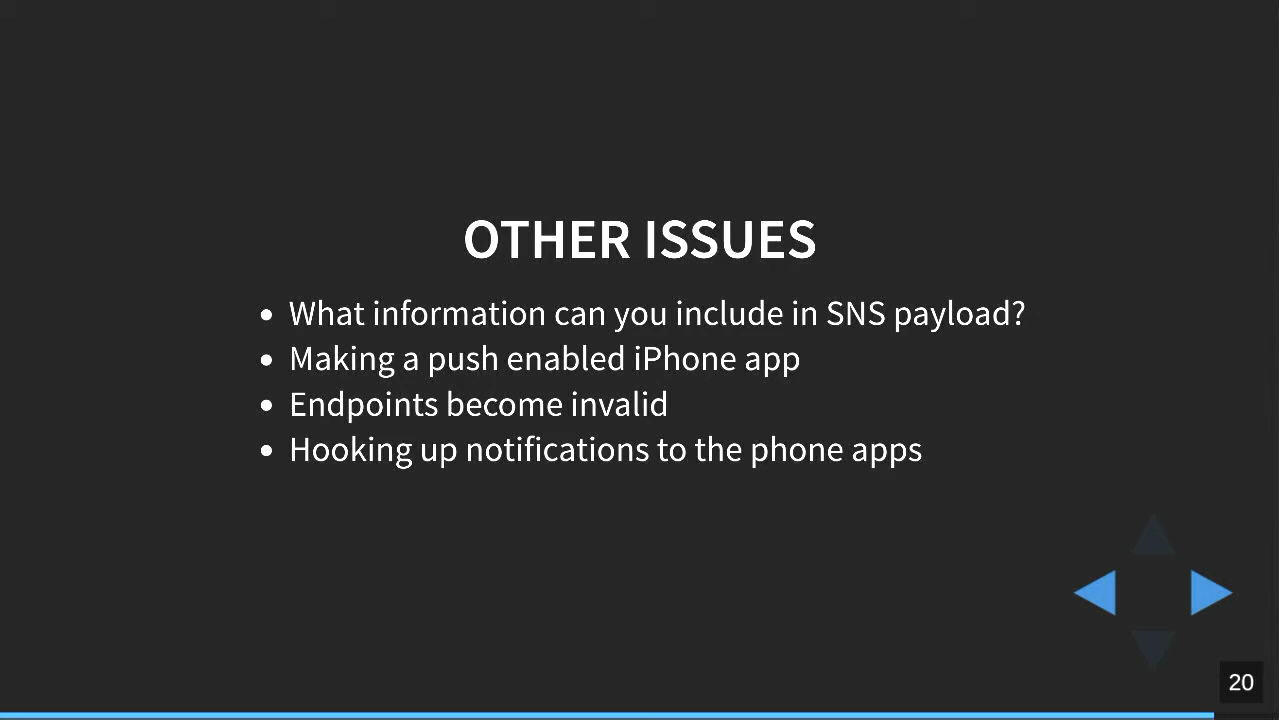 OTHER ISSUES
• What information can you include in SNS payload?
• Making a push enabled iPhone app
• Endpoints become invalid
• Hooking up notifications to the phone apps
20